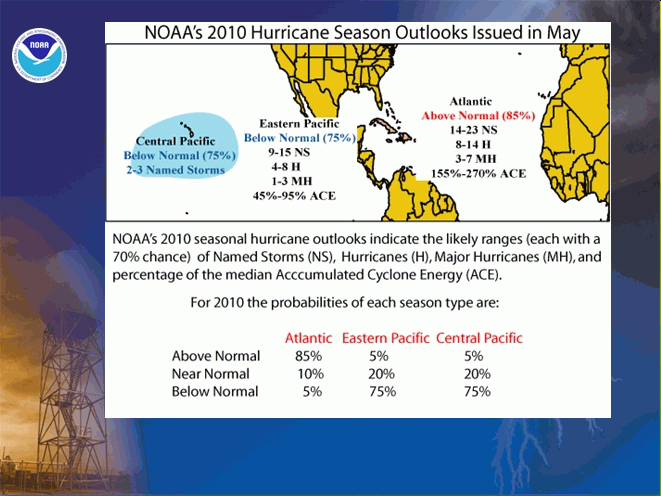 NOAA
NOAA's 2010 Hurricane Season Outlooks Issued in May
Central Pacific
Below Normal (75%)
2-3 Named Storms
Eastern Pacific
Below Normal (75%)
9-15 NS
4-8 H
1-3 MH
45%-95% ACE
Atlantic
Above Normal (85%)
14-23 NS
8-14 H
3-7 MH
155%-270% ACE
NOAA's 2010 seasonal hurricane outlooks indicate the likely ranges (each with a
70% chance) of Named Storms (NS), Hurricanes (H), Major Hurricanes (MH), and
percentage of the median Acccumulated Cyclone Energy (ACE).
For 2010 the probabilities of each season type are:
Atlantic Eastern Pacific Central Pacific
Above Normal 85% 5% 5%
Near Normal 10% 20% 20%
Below Normal 5% 75% 75%